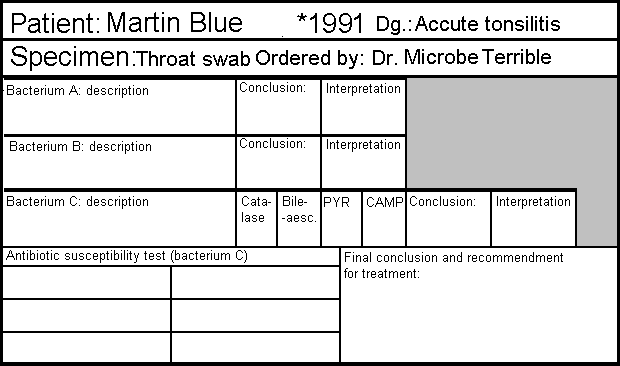 Patient: Martin Blue *1991 Dg.: Accute tonsilitis
Specimen: Throat swab Ordered by: Dr. Microbe Terrible
Bacterium A: description Conclusion: Interpretation
Bacterium B: description Conclusion: Interpretation
Bacterium C: description Cata- Bile- PYR CAMP Conclusion: Interpretation
lase -aesc.
Antibiotic susceptibility test (bacterium C) Final conclusion and recommendment
for treatment: